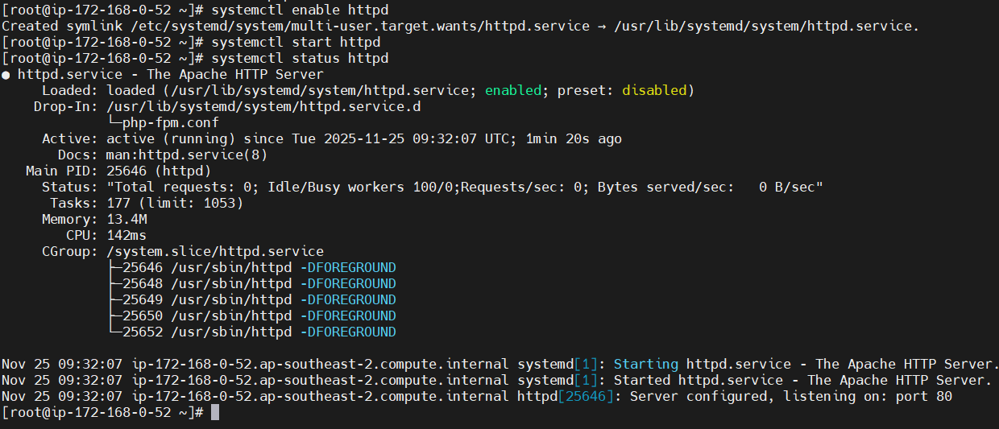 [root@ip-172-168-0-52 ~]# systemctl enable httpd
Created symlink /etc/systemd/system/multi-user.target.wants/httpd.service → /usr/lib/systemd/system/httpd.service.
[root@ip-172-168-0-52 ~]# systemctl start httpd
[root@ip-172-168-0-52 ~]# systemctl status httpd
● httpd.service - The Apache HTTP Server
     Loaded: loaded (/usr/lib/systemd/system/httpd.service; enabled; preset: disabled)
    Drop-In: /usr/lib/systemd/system/httpd.service.d
             └─php-fpm.conf
     Active: active (running) since Tue 2025-11-25 09:32:07 UTC; 1min 20s ago
       Docs: man:httpd.service(8)
   Main PID: 25646 (httpd)
     Status: "Total requests: 0; Idle/Busy workers 100/0;Requests/sec: 0; Bytes served/sec:   0 B/sec"
      Tasks: 177 (limit: 1053)
     Memory: 13.4M
        CPU: 142ms
     CGroup: /system.slice/httpd.service
             ├─25646 /usr/sbin/httpd -DFOREGROUND
             ├─25648 /usr/sbin/httpd -DFOREGROUND
             ├─25649 /usr/sbin/httpd -DFOREGROUND
             ├─25650 /usr/sbin/httpd -DFOREGROUND
             └─25652 /usr/sbin/httpd -DFOREGROUND

Nov 25 09:32:07 ip-172-168-0-52.ap-southeast-2.compute.internal systemd[1]: Starting httpd.service - The Apache HTTP Server.
Nov 25 09:32:07 ip-172-168-0-52.ap-southeast-2.compute.internal systemd[1]: Started httpd.service - The Apache HTTP Server.
Nov 25 09:32:07 ip-172-168-0-52.ap-southeast-2.compute.internal httpd[25646]: Server configured, listening on: port 80
[root@ip-172-168-0-52 ~]#